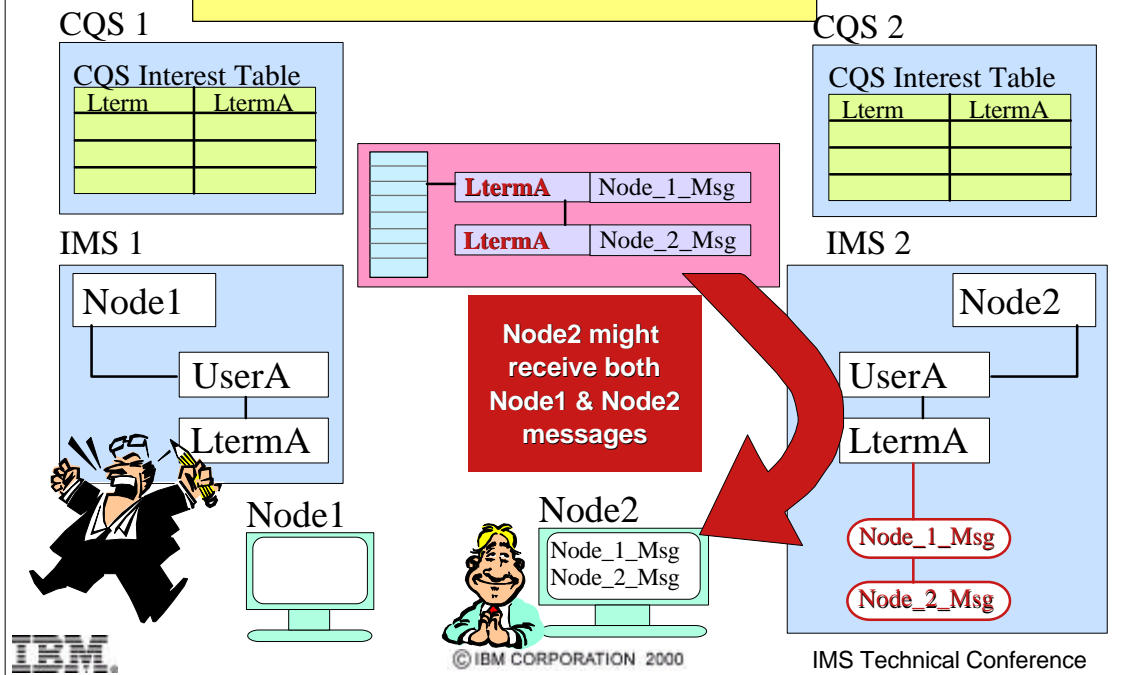 CQS 1
CQS Interest Table
Lterm LtermA
CQS 2
CQS Interest Table
Lterm LtermA
LtermA Node_1_Msg
LtermA Node_2_Msg
IMS 1
Node1
UserA
LtermA
IMS 2
Node2
UserA
LtermA
Node_1_Msg
Node_2_Msg
Node2 might
receive both
Node1 & Node2
messages
Node1
Node2
Node_1_Msg
Node_2_Msg
IBM.
© IBM CORPORATION 2000
IMS Technical Conference